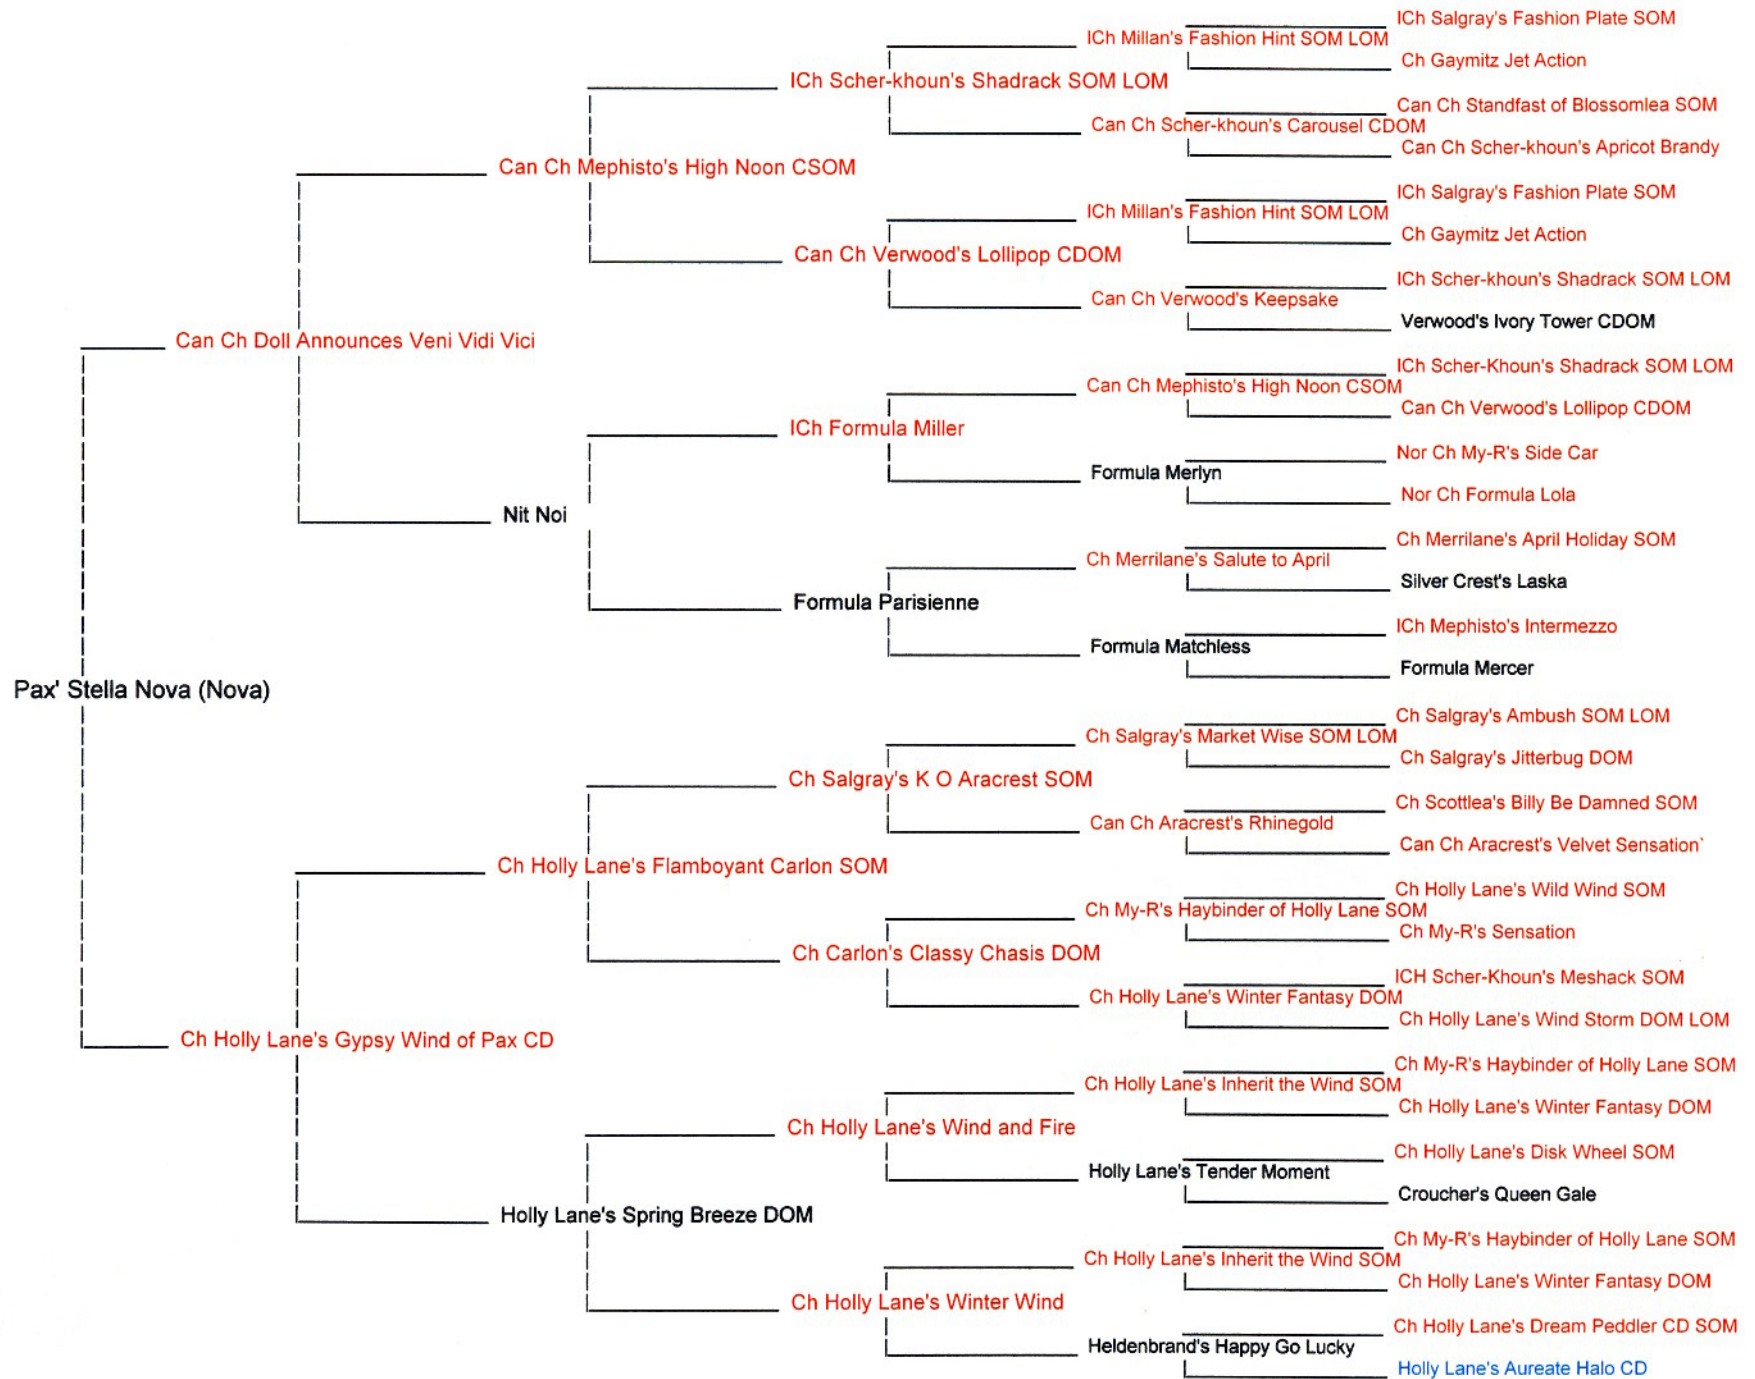 ICh Salgray's Fashion Plate SOM
ICh Millan's Fashion Hint SOM LOM
Ch Gaymitz Jet Action
ICh Scher-khoun's Shadrack SOM LOM
Can Ch Standfast of Blossomlea SOM
Can Ch Scher-khoun's Carousel CDOM
Can Ch Scher-khoun's Apricot Brandy
Can Ch Mephisto's High Noon CSOM
ICh Salgray's Fashion Plate SOM
ICh Millan's Fashion Hint SOM LOM
Ch Gaymitz Jet Action
Can Ch Verwood's Lollipop CDOM
ICh Scher-khoun's Shadrack SOM LOM
Can Ch Verwood's Keepsake
Verwood's Ivory Tower CDOM
Can Ch Doll Announces Veni Vidi Vici
ICh Scher-Khoun's Shadrack SOM LOM
Can Ch Mephisto's High Noon CSOM
Can Ch Verwood's Lollipop CDOM
ICh Formula Miller
Nor Ch My-R's Side Car
Formula Merlyn
Nor Ch Formula Lola
Nit Noi
Ch Merrilane's April Holiday SOM
Ch Merrilane's Salute to April
Silver Crest's Laska
Formula Parisienne
ICh Mephisto's Intermezzo
Formula Matchless
Formula Mercer
Pax' Stella Nova (Nova)
Ch Salgray's Ambush SOM LOM
Ch Salgray's Market Wise SOM LOM
Ch Salgray's Jitterbug DOM
Ch Salgray's K O Aracrest SOM
Ch Scottlea's Billy Be Damned SOM
Can Ch Aracrest's Rhinegold
Can Ch Aracrest's Velvet Sensation`
Ch Holly Lane's Flamboyant Carlon SOM
Ch Holly Lane's Wild Wind SOM
Ch My-R's Haybinder of Holly Lane SOM
Ch My-R's Sensation
Ch Carlon's Classy Chasis DOM
ICH Scher-Khoun's Meshack SOM
Ch Holly Lane's Winter Fantasy DOM
Ch Holly Lane's Wind Storm DOM LOM
Ch Holly Lane's Gypsy Wind of Pax CD
Ch My-R's Haybinder of Holly Lane SOM
Ch Holly Lane's Inherit the Wind SOM
Ch Holly Lane's Winter Fantasy DOM
Ch Holly Lane's Wind and Fire
Ch Holly Lane's Disk Wheel SOM
Holly Lane's Tender Moment
Croucher's Queen Gale
Holly Lane's Spring Breeze DOM
Ch My-R's Haybinder of Holly Lane SOM
Ch Holly Lane's Inherit the Wind SOM
Ch Holly Lane's Winter Fantasy DOM
Ch Holly Lane's Winter Wind
Ch Holly Lane's Dream Peddler CD SOM
Heldenbrand's Happy Go Lucky
Holly Lane's Aureate Halo CD